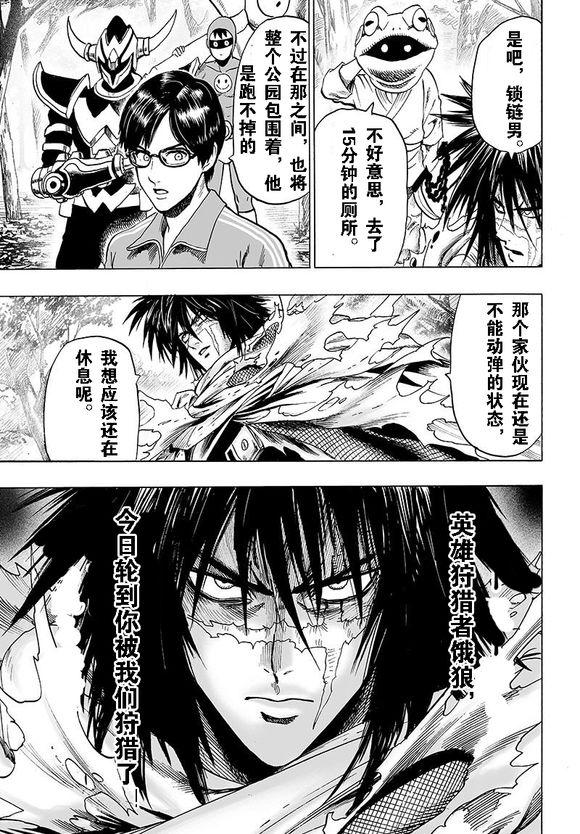 是吧，锁链男。
不好意思，去了
15分钟的厕所。
不过在那之间，也将
整个公园包围着，他
是跑不掉的
那个家伙现在还是
不能动弹的状态，
我想应该还在
休息呢。
英雄狩猎者饿狼，
今日轮到你被我们狩猎了！